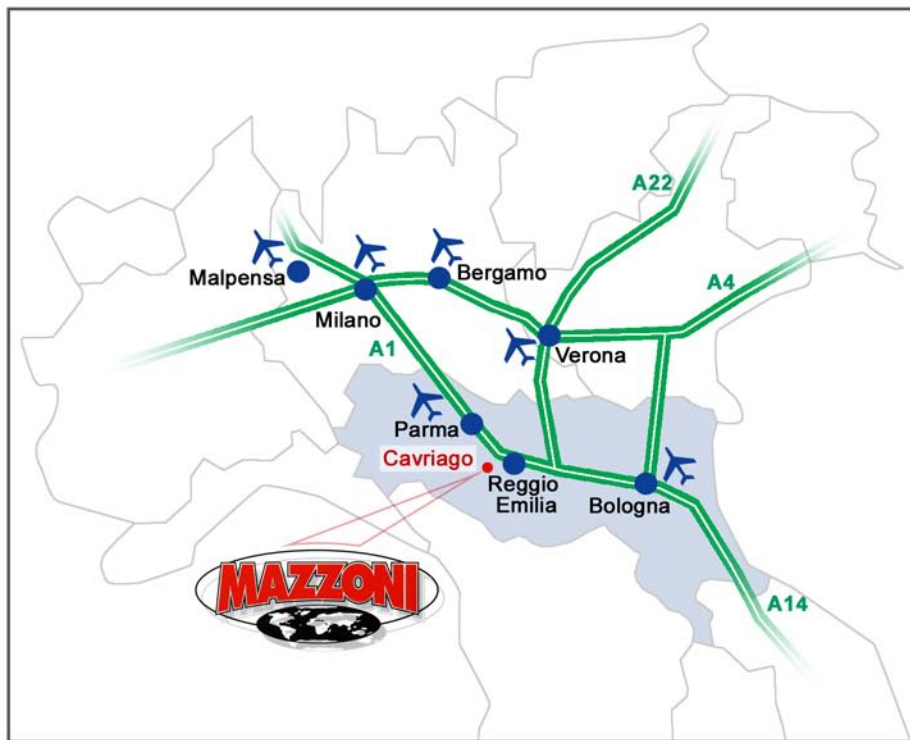 A22
Bergamo
Malpensa
A4
Milano
A1
Verona
Parma
Cavriago
Reggio
Emilia
Bologna
MAZZONI
A14